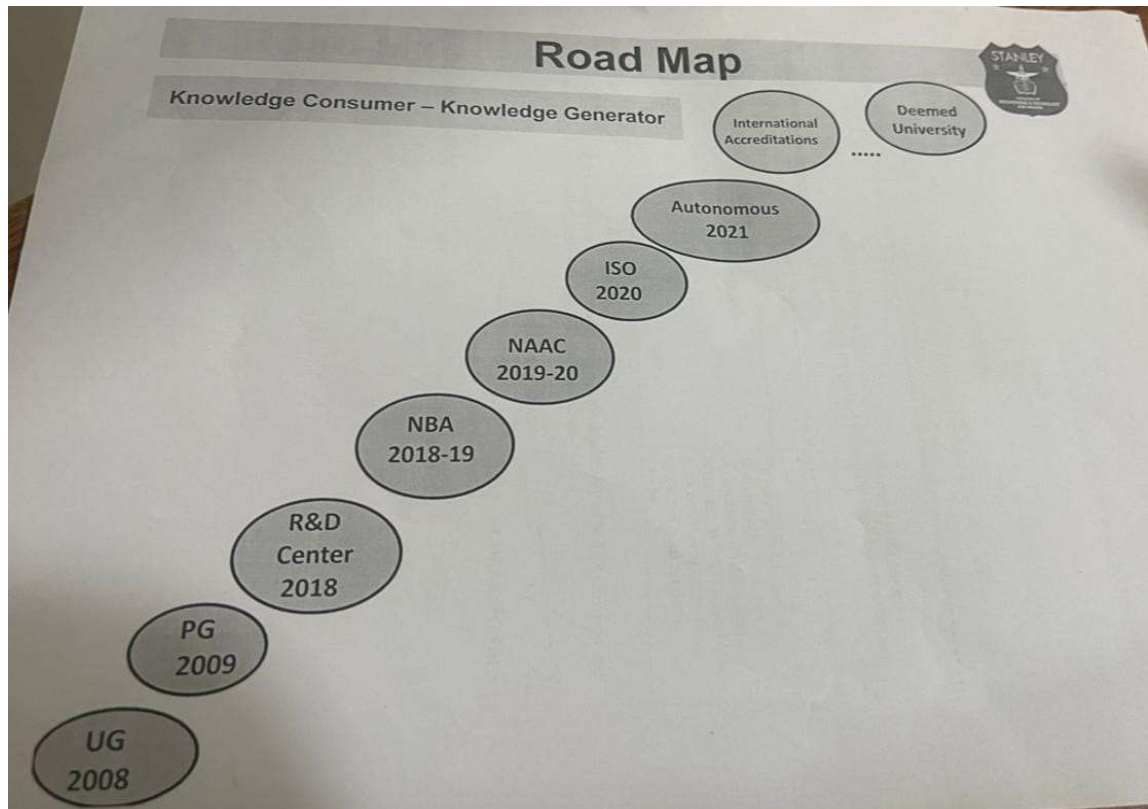 Road Map
STANLEY
Knowledge Consumer – Knowledge Generator
International
Accreditations
.....
Deemed
University
Autonomous
2021
ISO
2020
NAAC
2019-20
NBA
2018-19
R&D
Center
2018
PG
2009
UG
2008